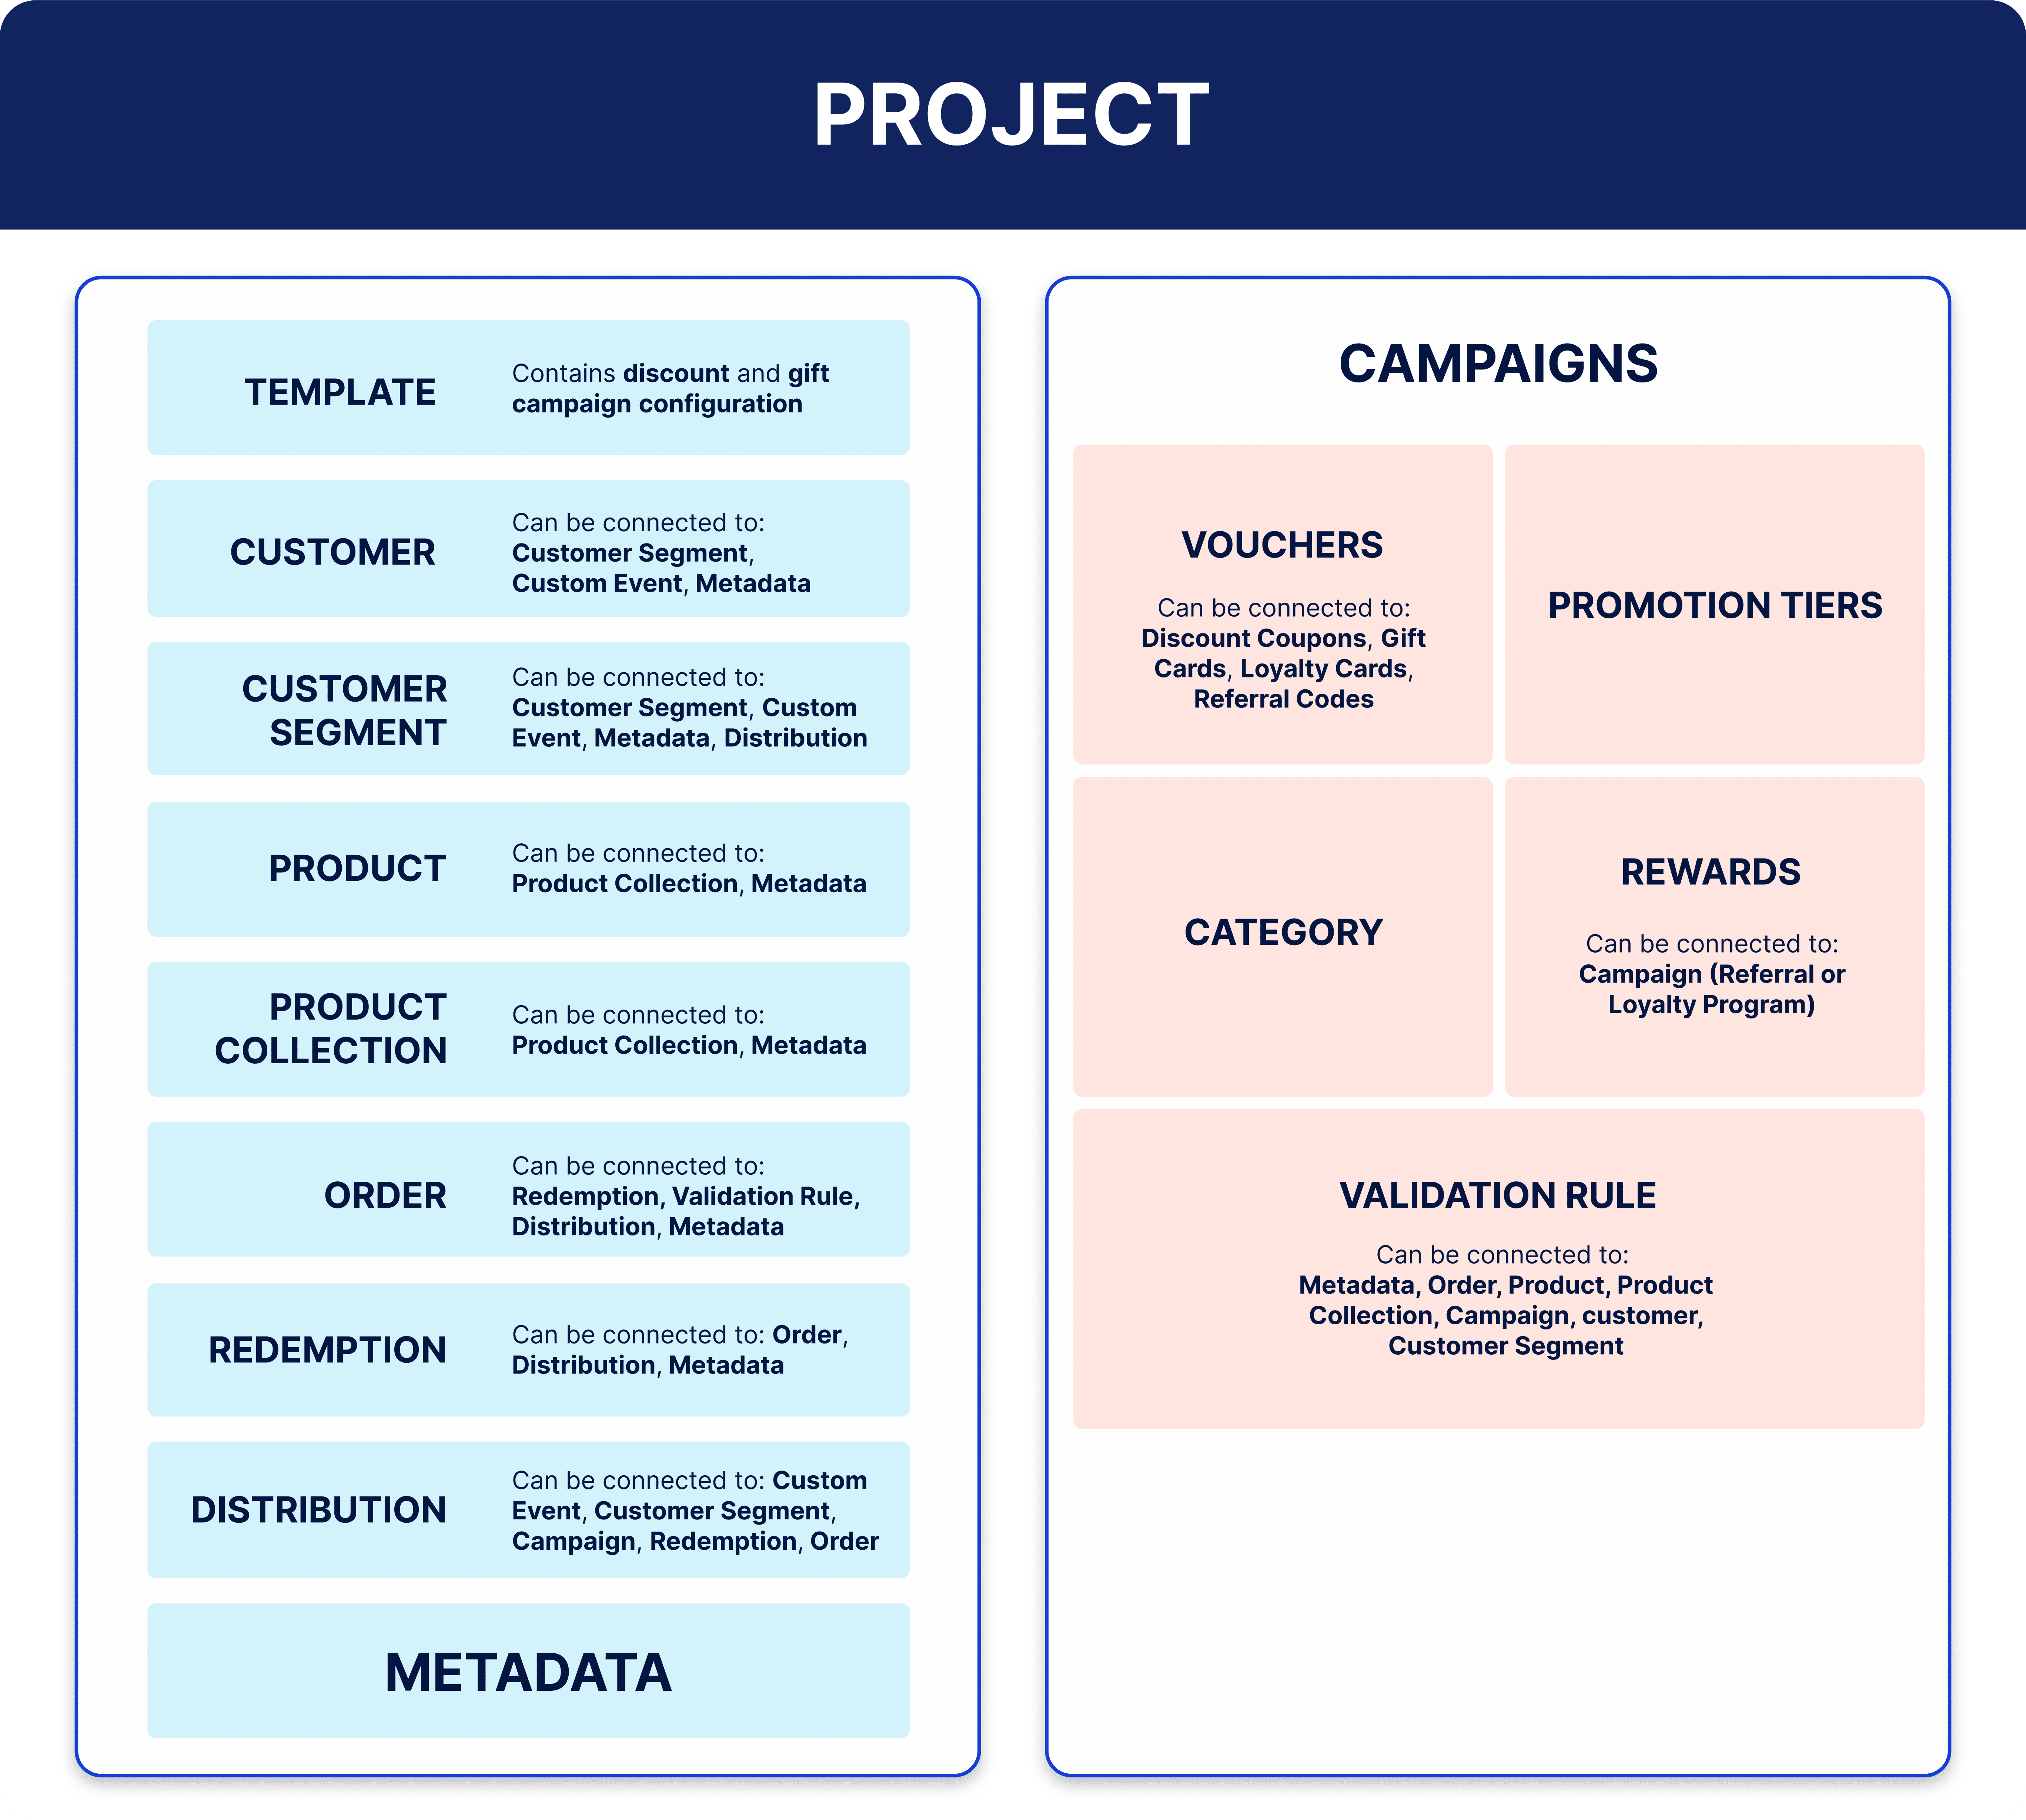 PROJECT
TEMPLATE
Contains discount and gift
campaign configuration
CUSTOMER
Can be connected to:
Customer Segment,
Custom Event, Metadata
CUSTOMER
SEGMENT
Can be connected to:
Customer Segment, Custom
Event, Metadata, Distribution
PRODUCT
Can be connected to:
Product Collection, Metadata
PRODUCT
COLLECTION
Can be connected to:
Product Collection, Metadata
ORDER
Can be connected to:
Redemption, Validation Rule,
Distribution, Metadata
REDEMPTION
Can be connected to: Order,
Distribution, Metadata
DISTRIBUTION
Can be connected to: Custom
Event, Customer Segment,
Campaign, Redemption, Order
METADATA
CAMPAIGNS
VOUCHERS
Can be connected to:
Discount Coupons, Gift
Cards, Loyalty Cards,
Referral Codes
PROMOTION TIERS
CATEGORY
REWARDS
Can be connected to:
Campaign (Referral or
Loyalty Program)
VALIDATION RULE
Can be connected to:
Metadata, Order, Product, Product
Collection, Campaign, customer,
Customer Segment